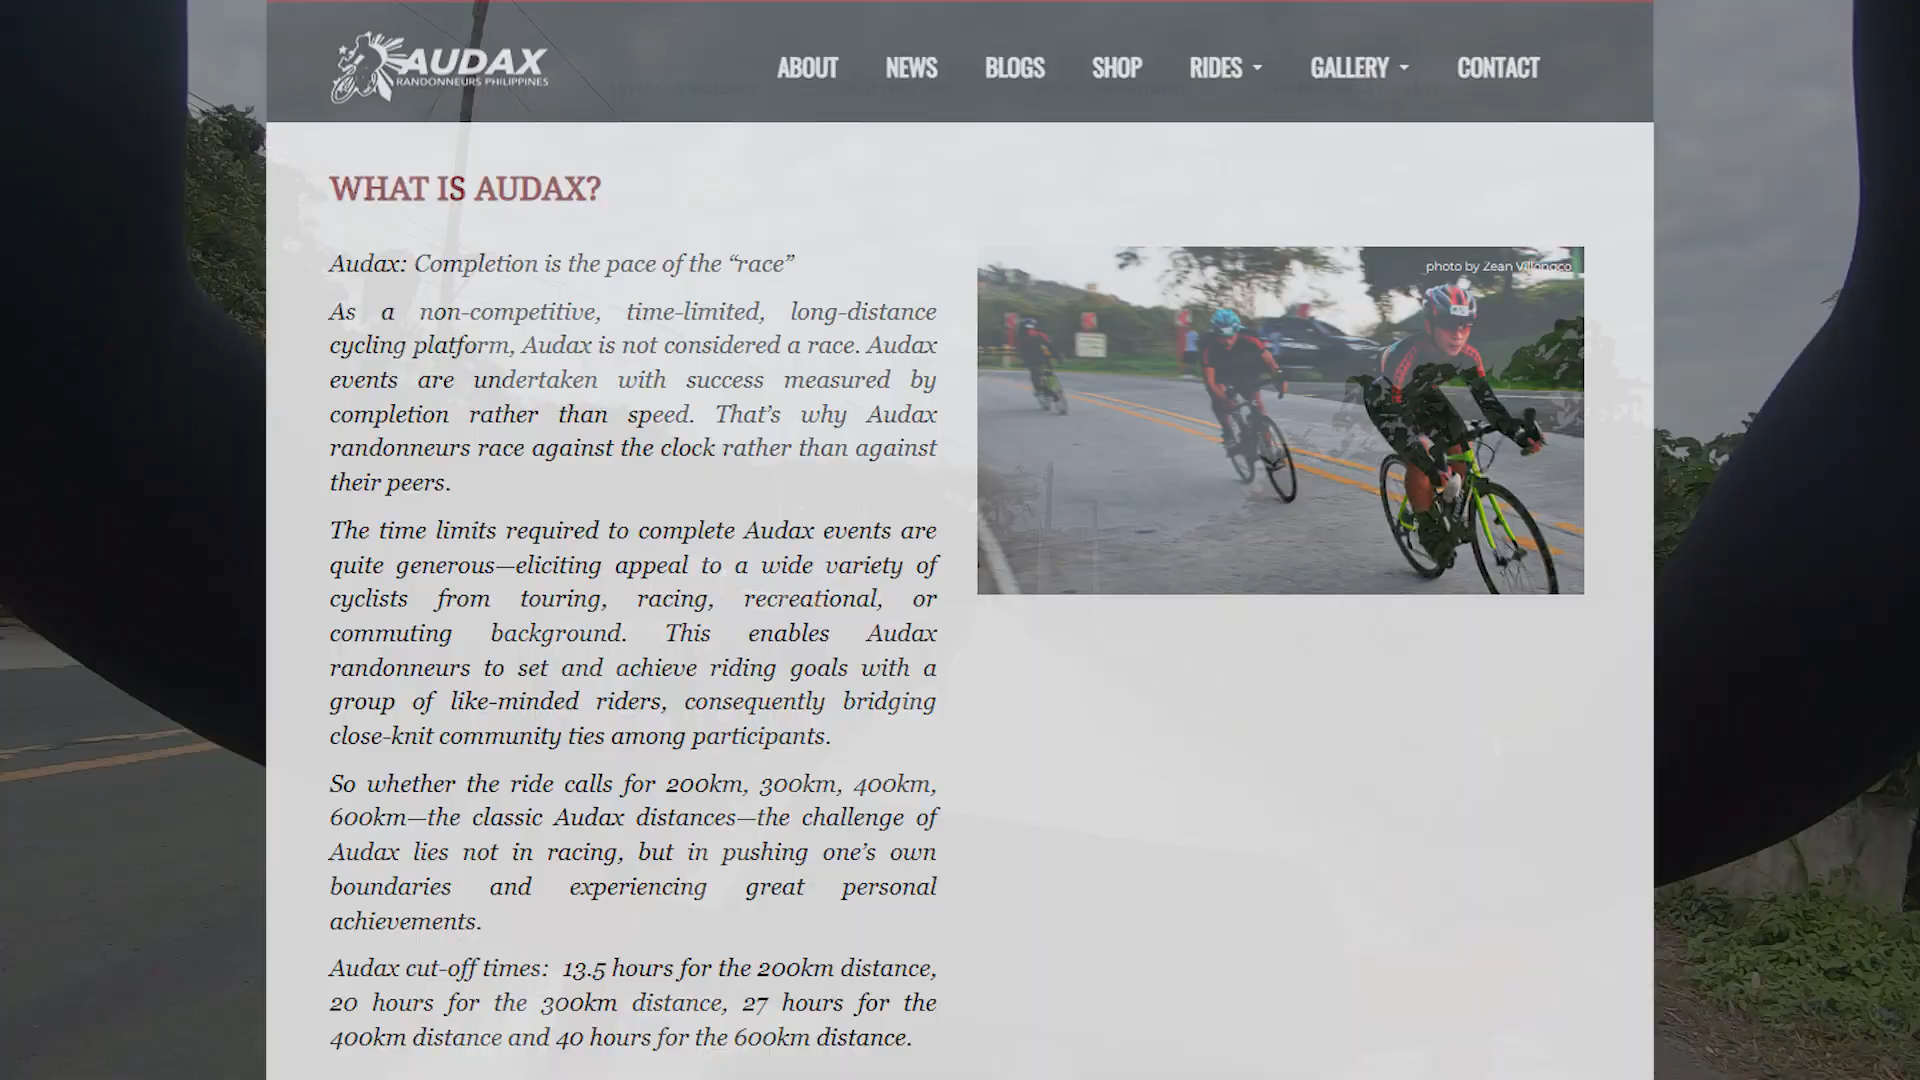 AUDAX
RANDONNEURS PHILIPPINES
ABOUT NEWS BLOGS SHOP RIDES GALLERY CONTACT
WHAT IS AUDAX?
Audax: Completion is the pace of the “race”
As a non-competitive, time-limited, long-distance
cycling platform, Audax is not considered a race. Audax
events are undertaken with success measured by
completion rather than speed. That’s why Audax
randonneurs race against the clock rather than against
their peers.
The time limits required to complete Audax events are
quite generous—eliciting appeal to a wide variety of
cyclists from touring, racing, recreational, or
commuting background. This enables Audax
randonneurs to set and achieve riding goals with a
group of like-minded riders, consequently bridging
close-knit community ties among participants.
So whether the ride calls for 200km, 300km, 400km,
600km—the classic Audax distances—the challenge of
Audax lies not in racing, but in pushing one’s own
boundaries and experiencing great personal
achievements.
Audax cut-off times: 13.5 hours for the 200km distance,
20 hours for the 300km distance, 27 hours for the
400km distance and 40 hours for the 600km distance.
photo by Zean Villongco